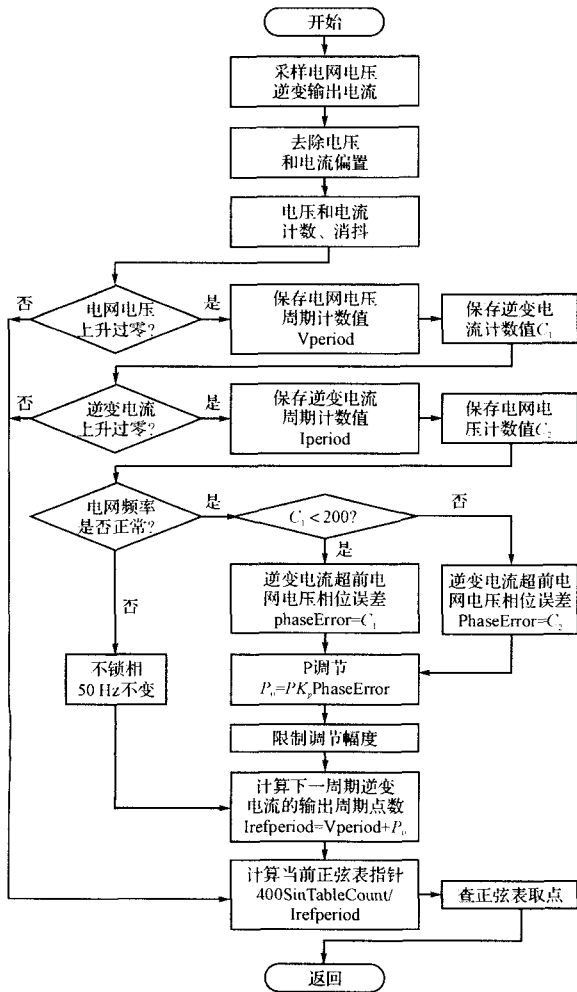 开始
采样电网电压
逆变输出电流
去除电压
和电流偏置
电压和电流
计数、消抖
否
电网电压
上升过零?
是
保存电网电压
周期计数值
Vperiod
保存逆变电
流计数值C₁
否
逆变电流
上升过零?
是
保存逆变电流
周期计数值
Iperiod
保存电网电
压计数值C₂
电网频率
是否正常?
是
C₁<200?
否
是
否
逆变电流超前电
网电压相位误差
phaseError=C₁
逆变电流超前电
网电压相位误差
PhaseError=C₂
不锁相
50 Hz不变
P调节
Pₒ=PKₚPhaseError
限制调节幅度
计算下一周期逆变
电流的输出周期点数
Irefperiod=Vperiod+Pₒ
计算当前正弦表指针
400SinTableCount/
Irefperiod
查正弦表取点
返回